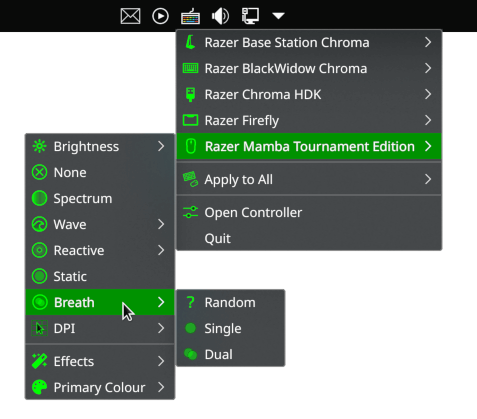 Razer Base Station Chroma
Razer BlackWidow Chroma
Razer Chroma HDK
Razer Firefly
Razer Mamba Tournament Edition
Apply to All
Open Controller
Quit
Brightness
None
Spectrum
Wave
Reactive
Static
Breath
DPI
Effects
Primary Colour
Random
Single
Dual